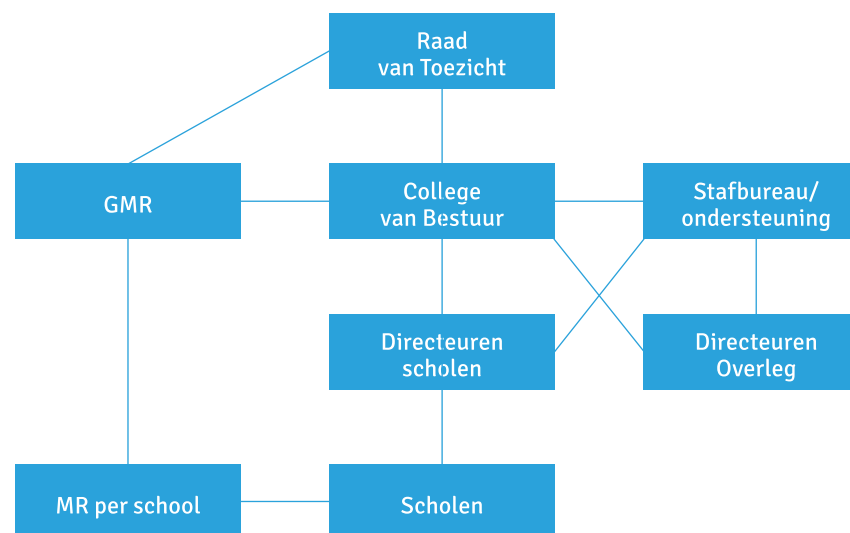 Raad
van Toezicht
GMR
College
van Bestuur
Stafbureau/
ondersteuning
Directeuren
scholen
Directeuren
Overleg
MR per school
Scholen